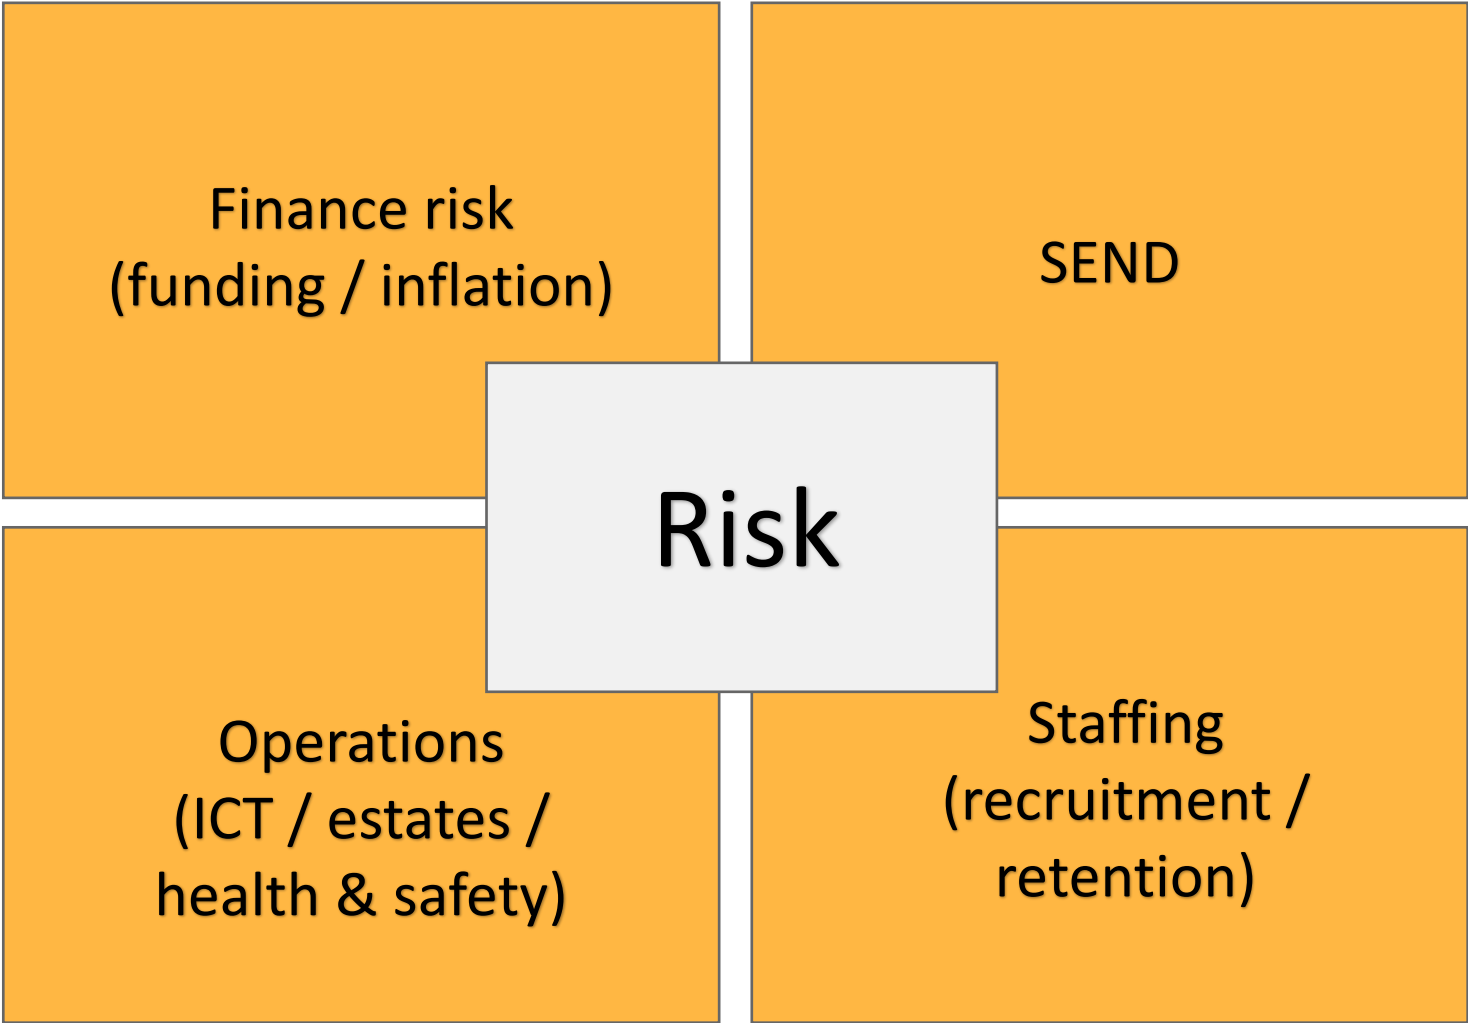 Finance risk
(funding / inflation)
SEND
Risk
Operations
(ICT / estates /
health & safety)
Staffing
(recruitment /
retention)